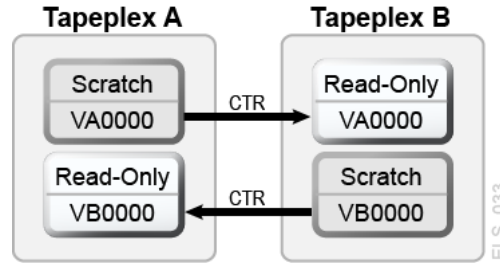 Tapeplex A
Tapeplex B
Scratch
VA0000
CTR
Read-Only
VA0000
Read-Only
VB0000
CTR
Scratch
VB0000
ELS_033